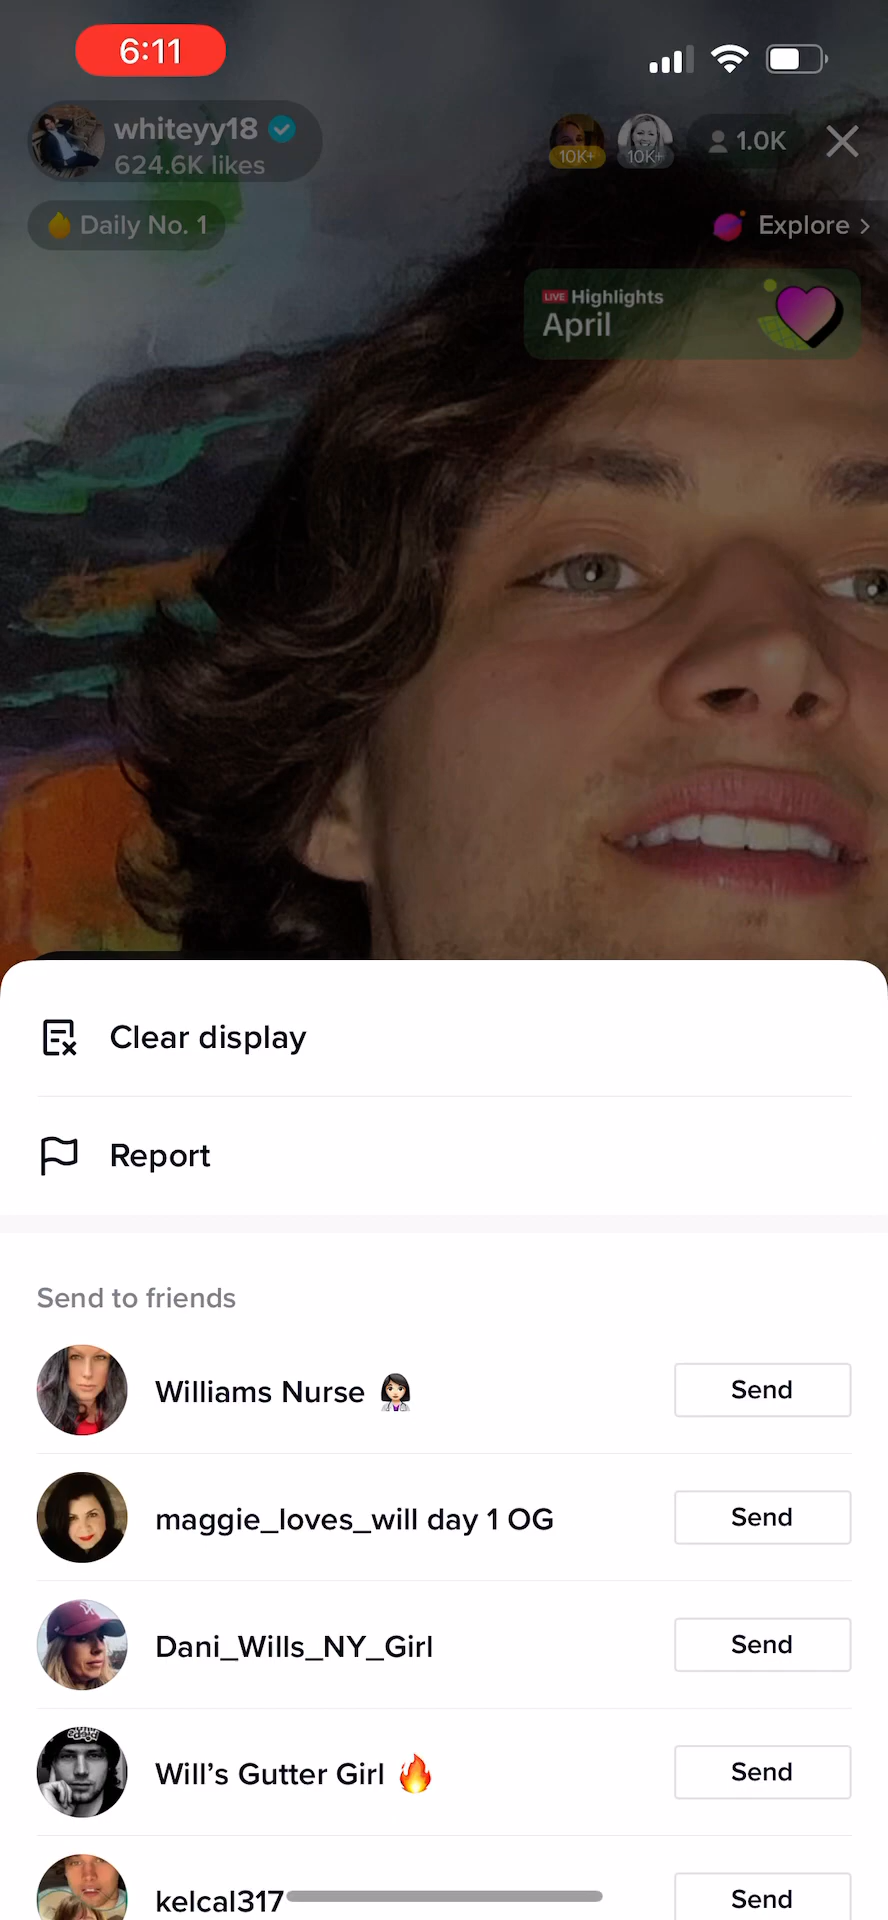 6:11
whiteyy18
624.6K likes
10K+
10K+
1.0K
Daily No. 1
Explore >
LIVE Highlights
April
Clear display
Report
Send to friends
Williams Nurse 👩🏻‍⚕️
Send
maggie_loves_will day 1 OG
Send
Dani_Wills_NY_Girl
Send
Will’s Gutter Girl 🔥
Send
kelcal317
Send